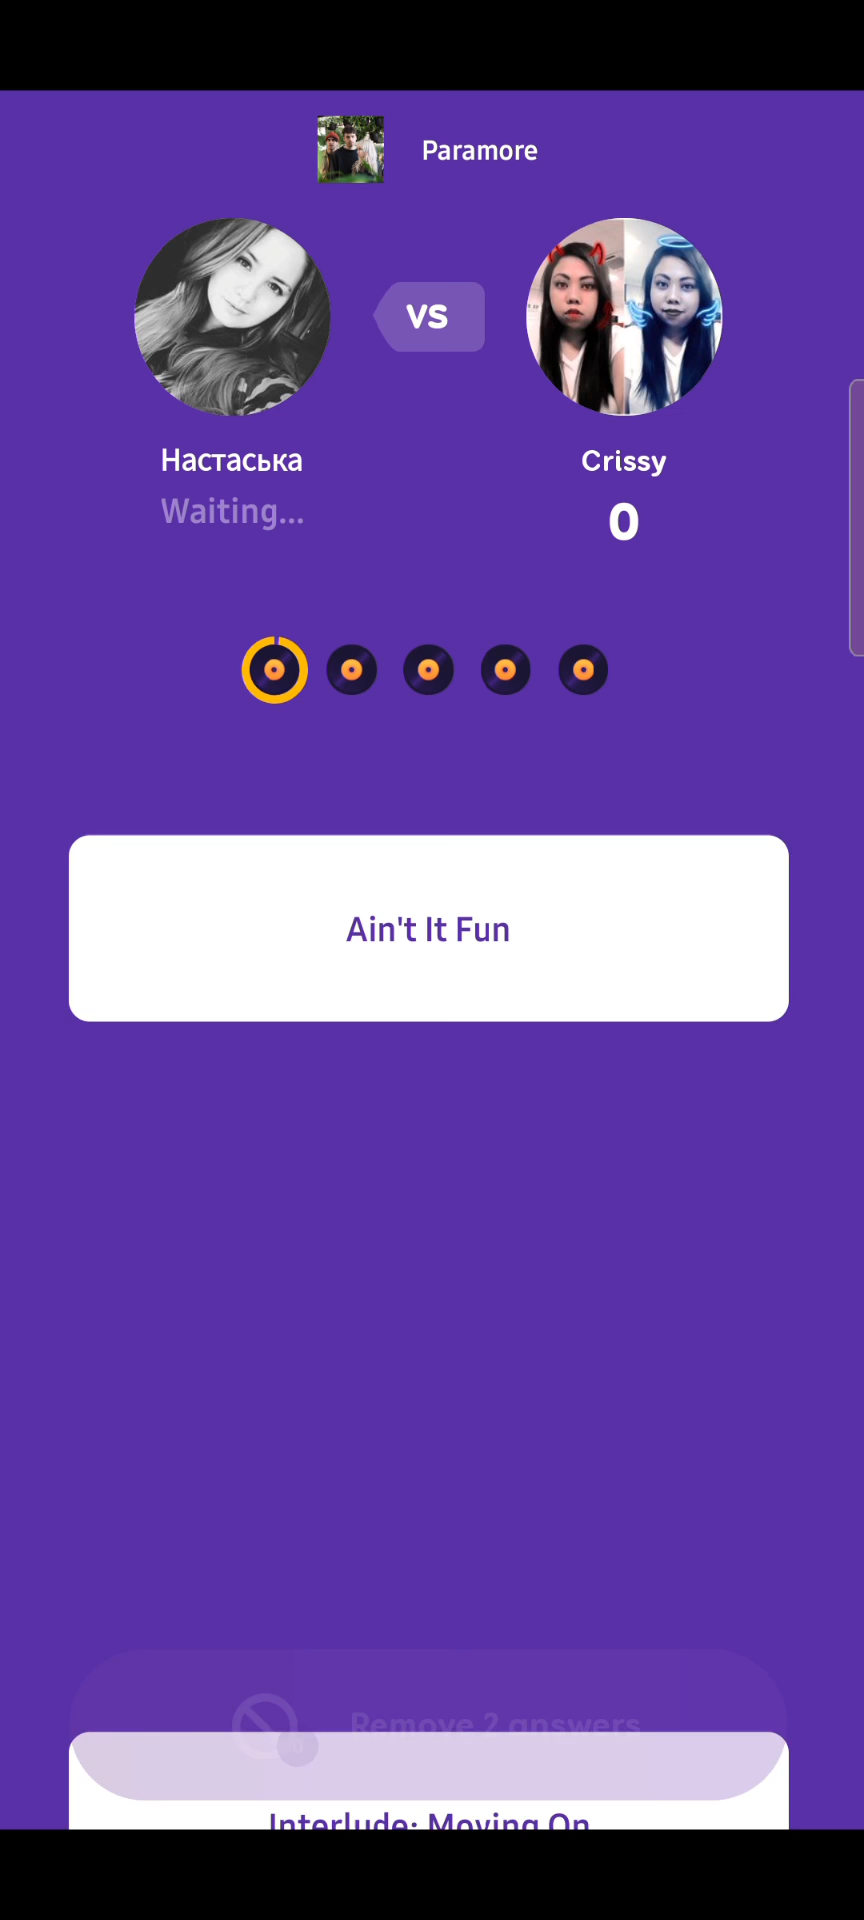 Paramore
VS
Настаська
Crissy
Waiting...
0
Ain't It Fun
Remove 2 answers
Interlude: Moving On